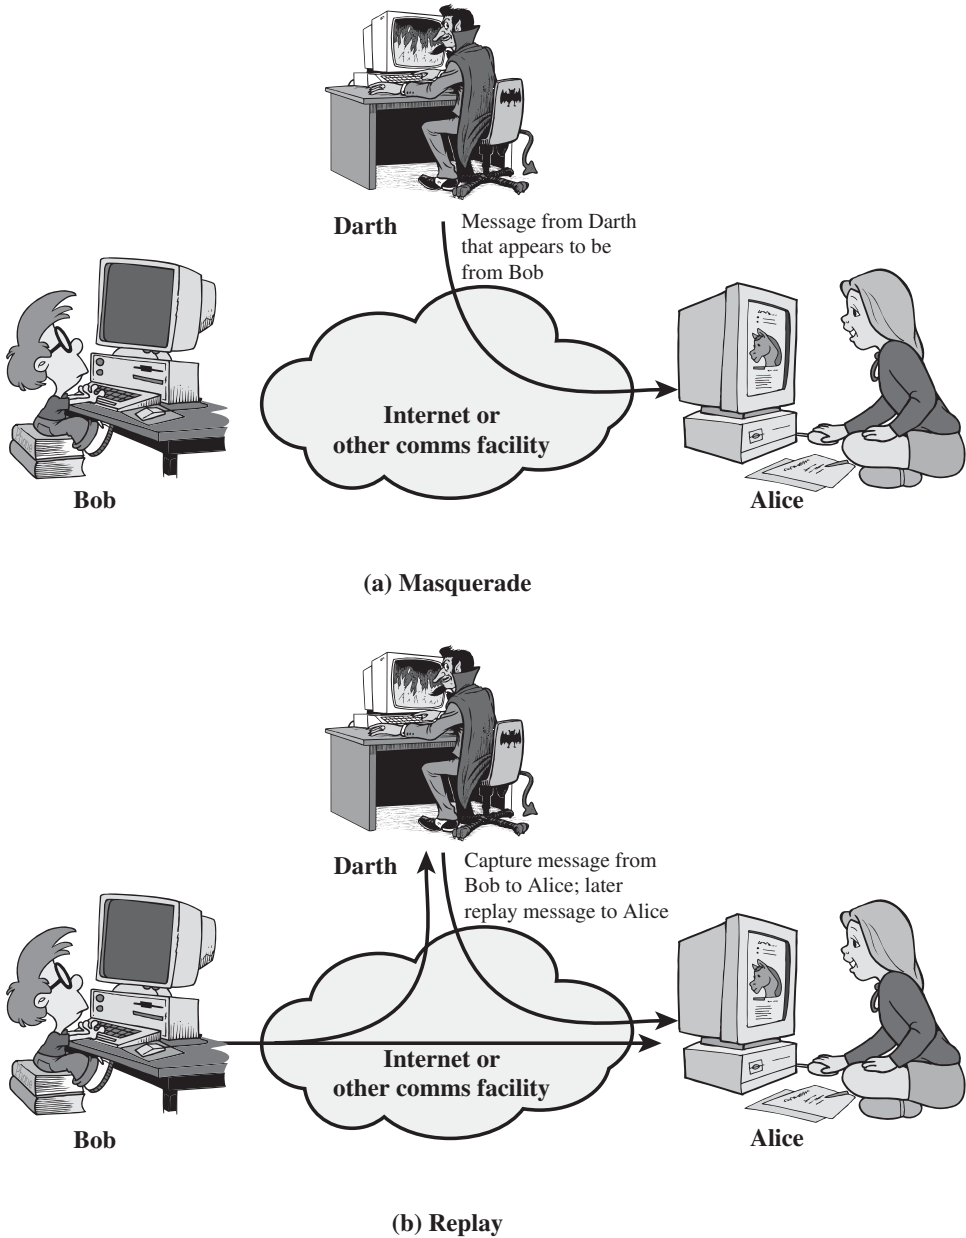 Darth
Message from Darth
that appears to be
from Bob
Internet or
other comms facility
Bob
Alice
(a) Masquerade
Darth
Capture message from
Bob to Alice; later
replay message to Alice
Internet or
other comms facility
Bob
Alice
(b) Replay